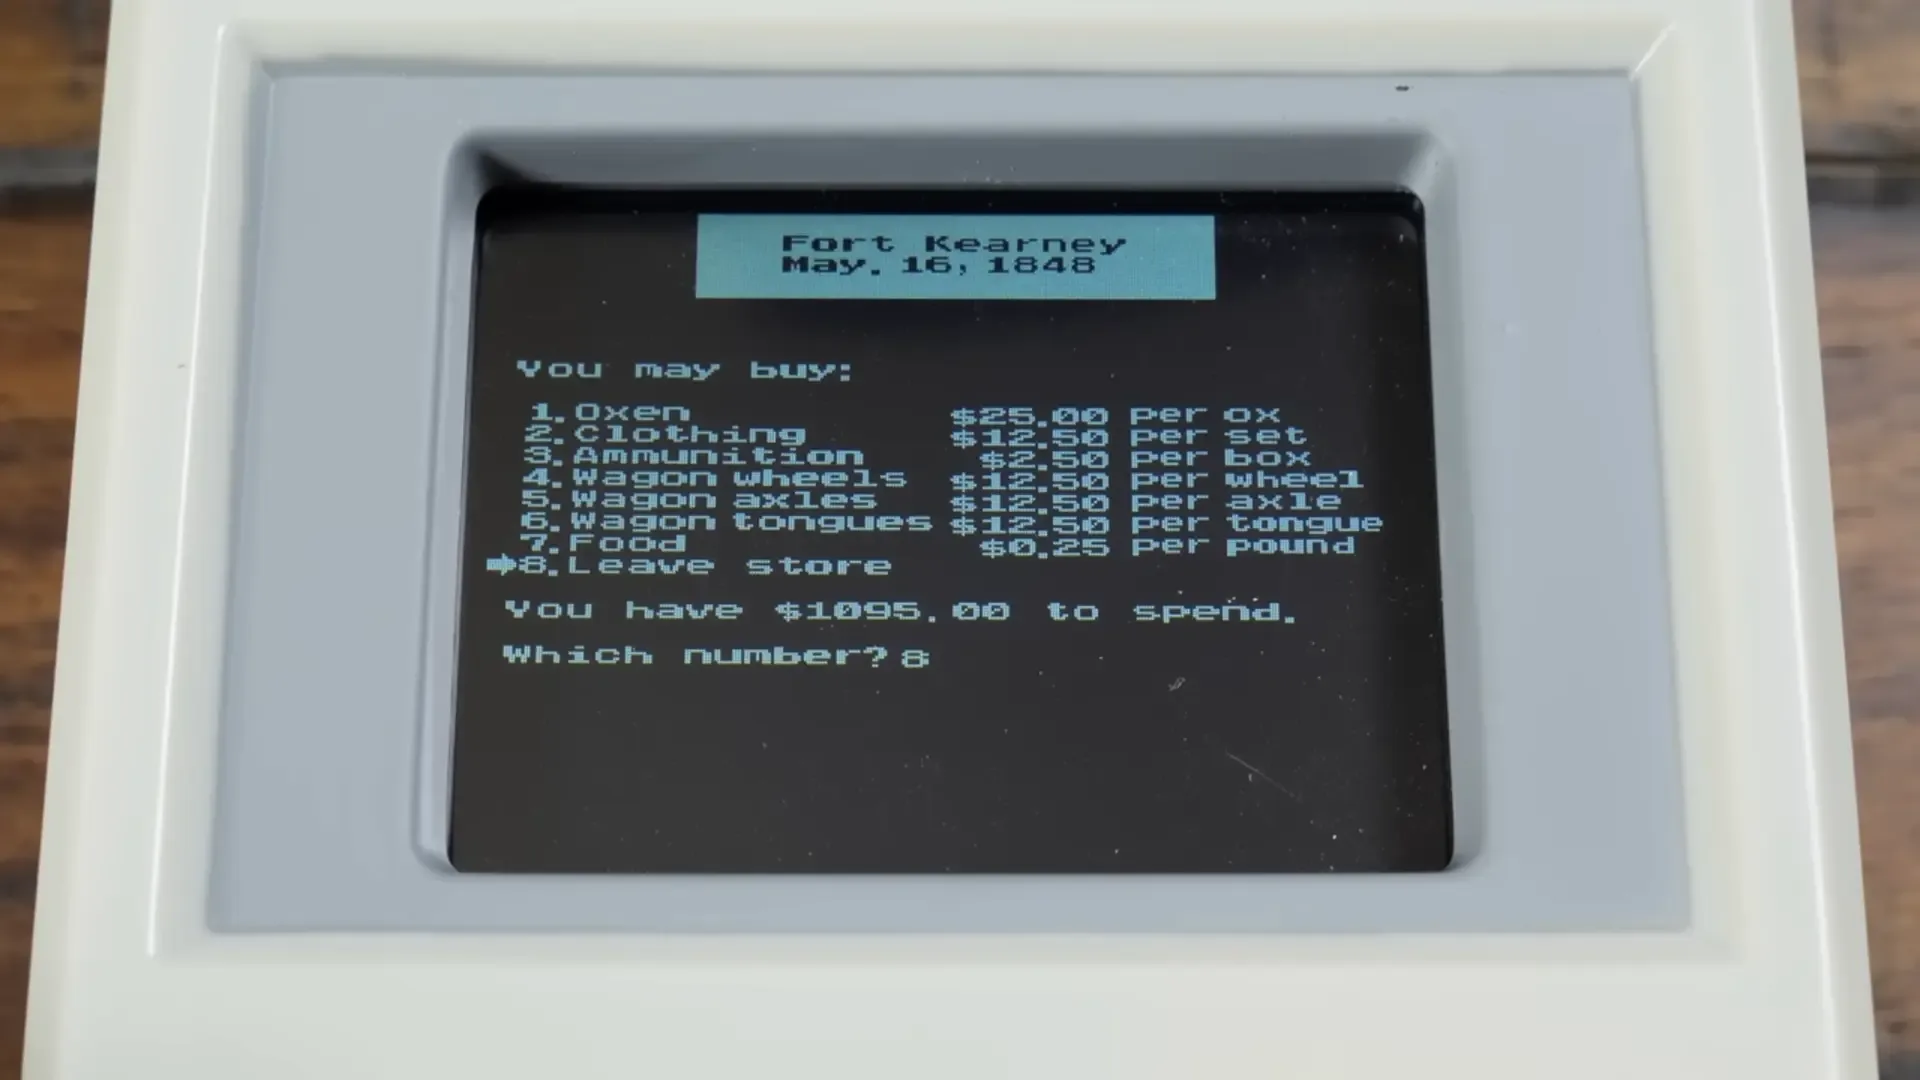 Fort Kearney
May. 16, 1848
You may buy:
1.Oxen $25.00 per ox
2.Clothing $12.50 per set
3.Ammunition $2.50 per box
4.Wagon wheels $12.50 per wheel
5.Wagon axles $12.50 per axle
6.Wagon tongues $12.50 per tongue
7.Food $0.25 per pound
8.Leave store
You have $1095.00 to spend.
Which number? 8